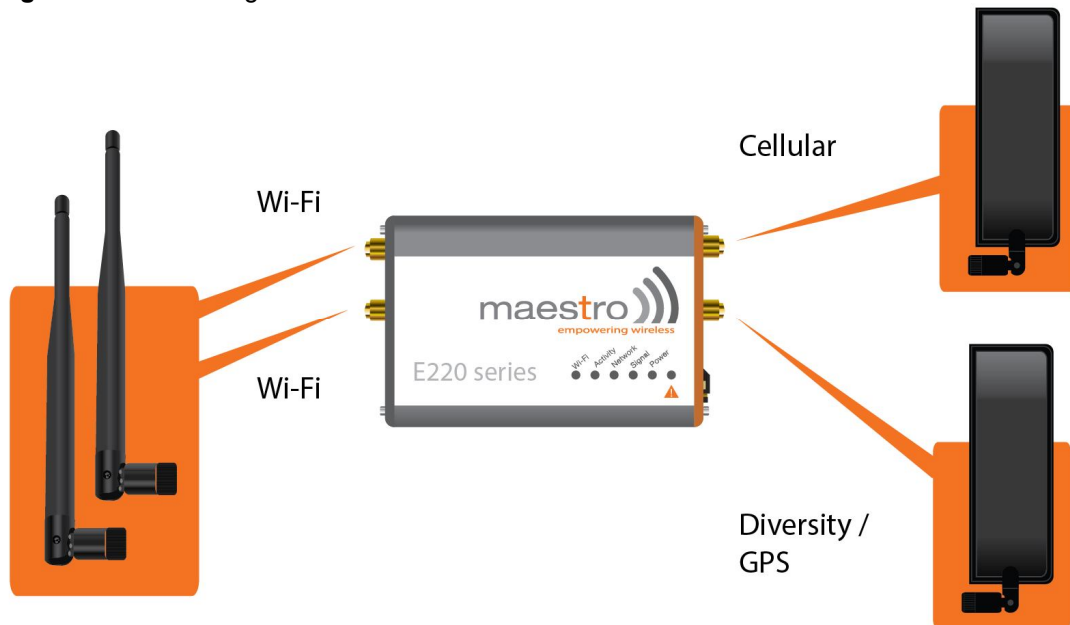 Cellular
Wi-Fi
maestro
empowering wireless
E220 series
Wi-Fi
Activity
Network
Signal
Power
Wi-Fi
Diversity /
GPS